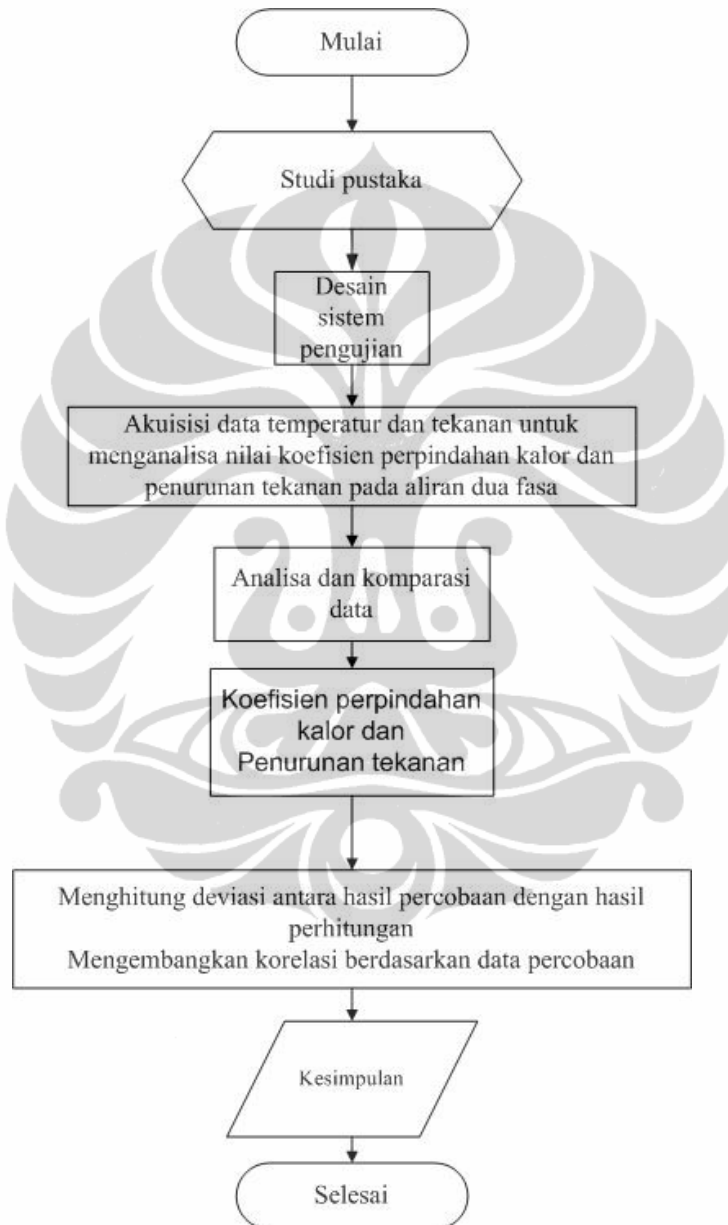 Mulai
Studi pustaka
Desain
sistem
pengujian
Akuisisi data temperatur dan tekanan untuk
menganalisa nilai koefisien perpindahan kalor dan
penurunan tekanan pada aliran dua fasa
Analisa dan komparasi
data
Koefisien perpindahan
kalor dan
Penurunan tekanan
Menghitung deviasi antara hasil percobaan dengan hasil
perhitungan
Mengembangkan korelasi berdasarkan data percobaan
Kesimpulan
Selesai